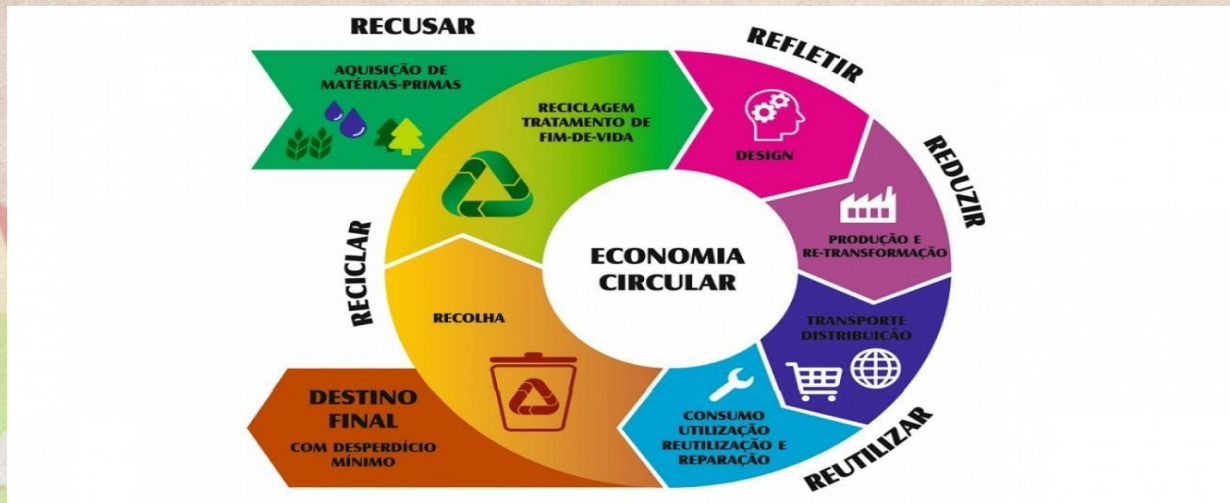 RECUSAR
AQUISIÇÃO DE
MATÉRIAS-PRIMAS
RECICLAGEM
TRATAMENTO DE
FIM-DE-VIDA
REFLETIR
DESIGN
REDUZIR
PRODUÇÃO E
RE-TRANSFORMAÇÃO
ECONOMIA
CIRCULAR
TRANSPORTE
DISTRIBUIÇÃO
REUTILIZAR
CONSUMO
UTILIZAÇÃO
REUTILIZAÇÃO E
REPARAÇÃO
RECOLHA
RECICLAR
DESTINO
FINAL
COM DESPERDÍCIO
MÍNIMO